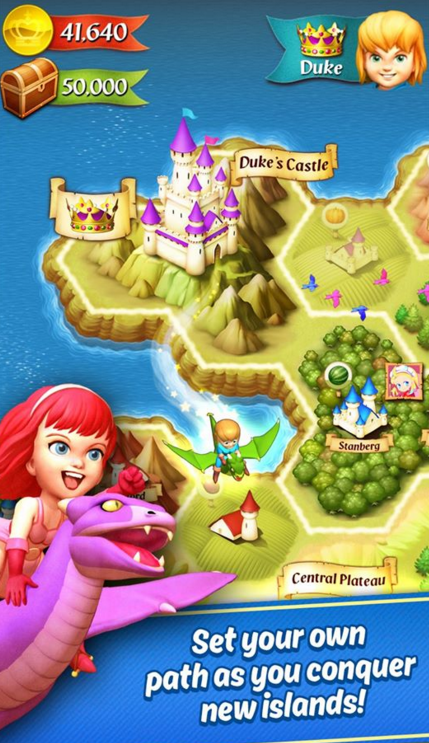 41,640
Duke
50,000
Duke's Castle
Stanberg
Central Plateau
Set your own
path as you conquer
new islands!